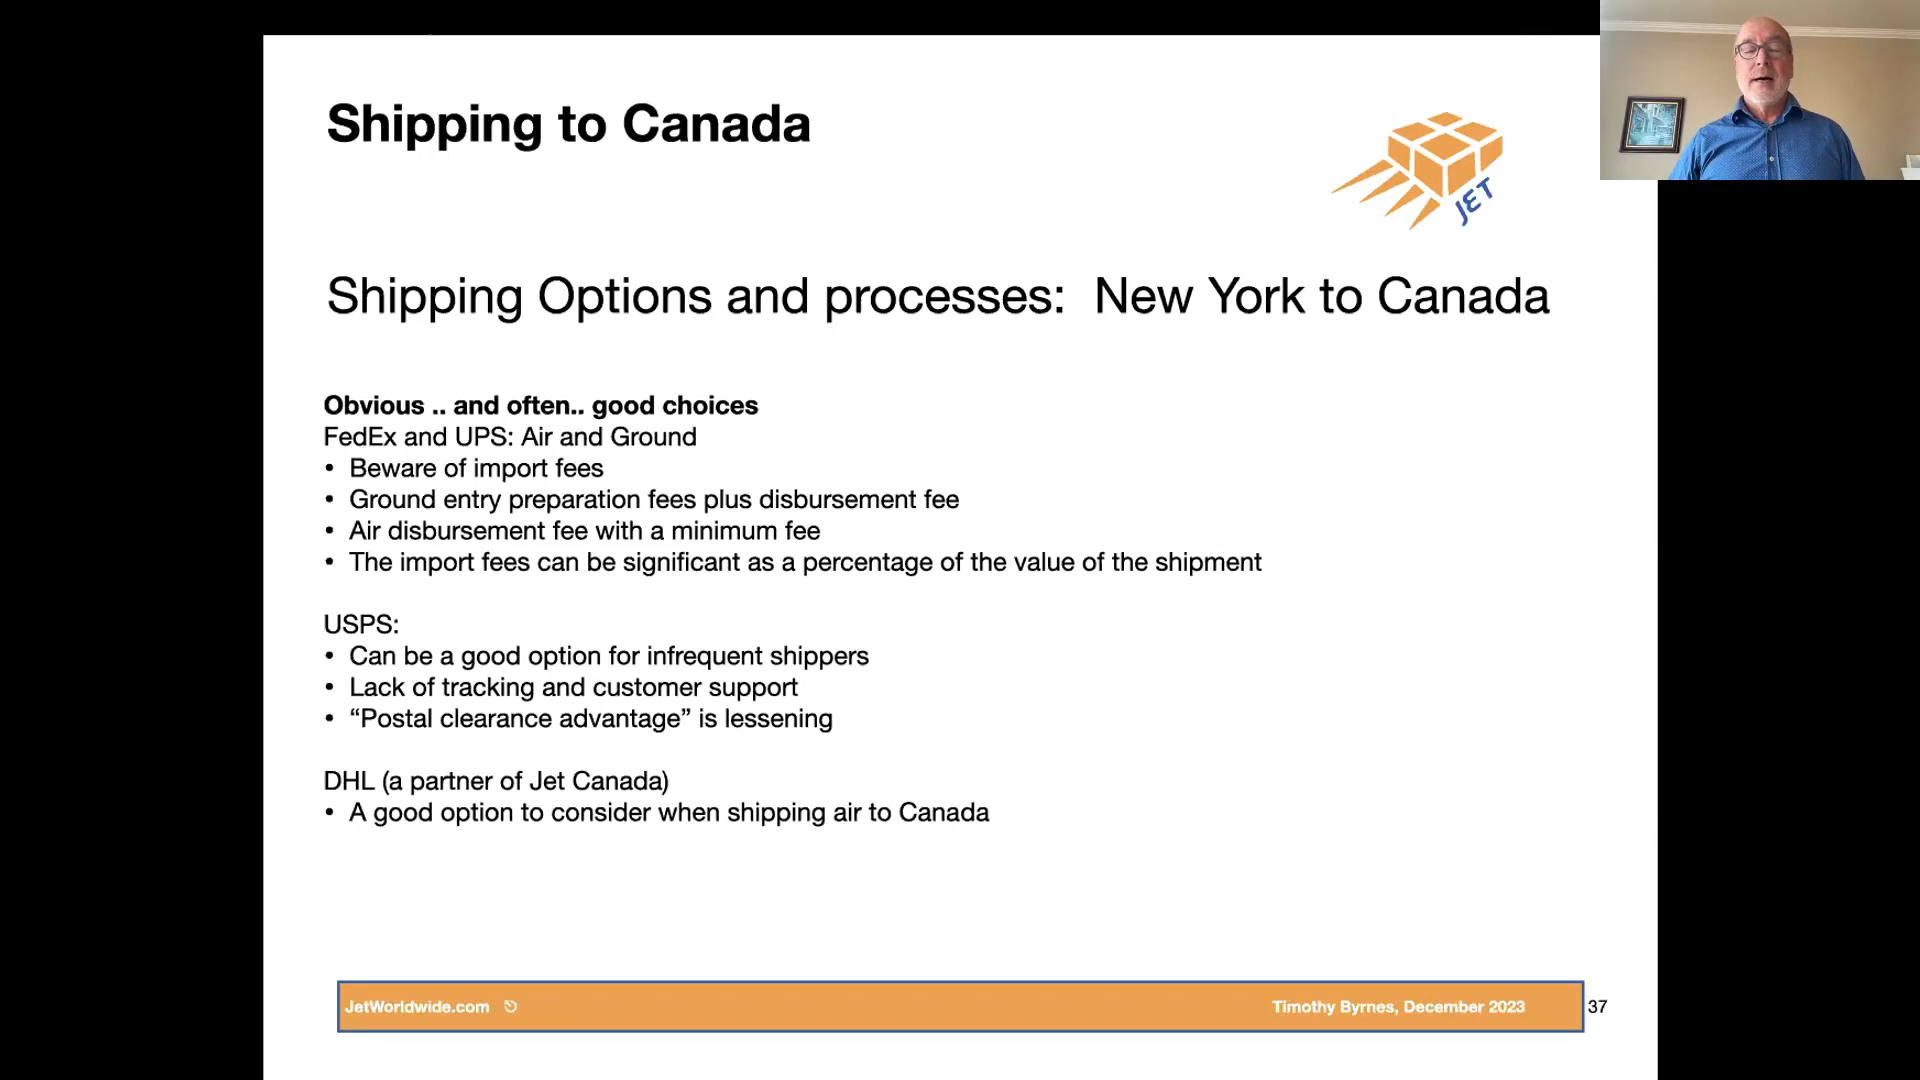 Shipping to Canada
JET
Shipping Options and processes:  New York to Canada
Obvious .. and often.. good choices
FedEx and UPS: Air and Ground
• Beware of import fees
• Ground entry preparation fees plus disbursement fee
• Air disbursement fee with a minimum fee
• The import fees can be significant as a percentage of the value of the shipment
USPS:
• Can be a good option for infrequent shippers
• Lack of tracking and customer support
• “Postal clearance advantage” is lessening
DHL (a partner of Jet Canada)
• A good option to consider when shipping air to Canada
JetWorldwide.com
Timothy Byrnes, December 2023
37